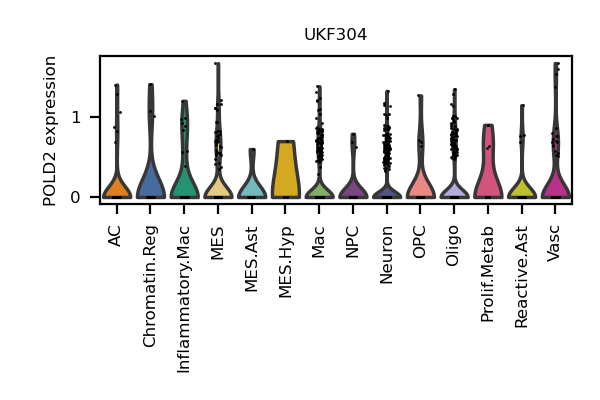 UKF304
POLD2 expression
1
0
AC
Chromatin.Reg
Inflammatory.Mac
MES
MES.Ast
MES.Hyp
Mac
NPC
Neuron
OPC
Oligo
Prolif.Metab
Reactive.Ast
Vasc